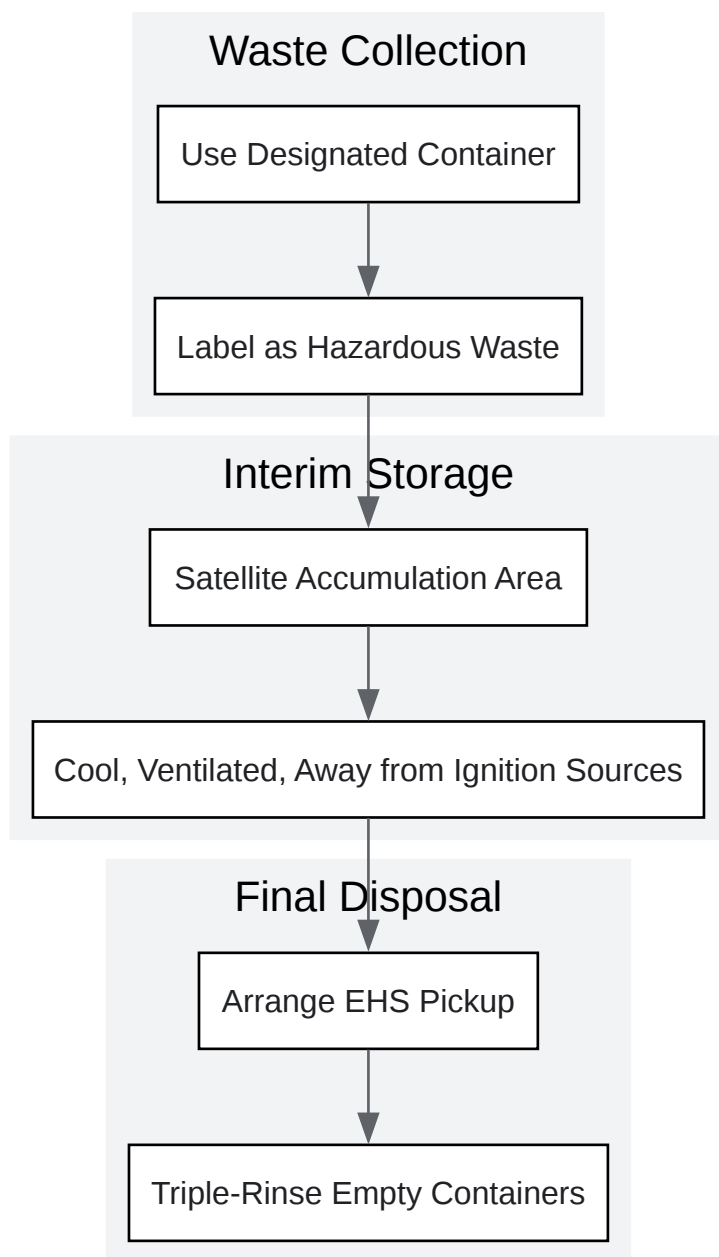 Waste Collection
Use Designated Container
Label as Hazardous Waste
Interim Storage
Satellite Accumulation Area
Cool, Ventilated, Away from Ignition Sources
Final Disposal
Arrange EHS Pickup
Triple-Rinse Empty Containers